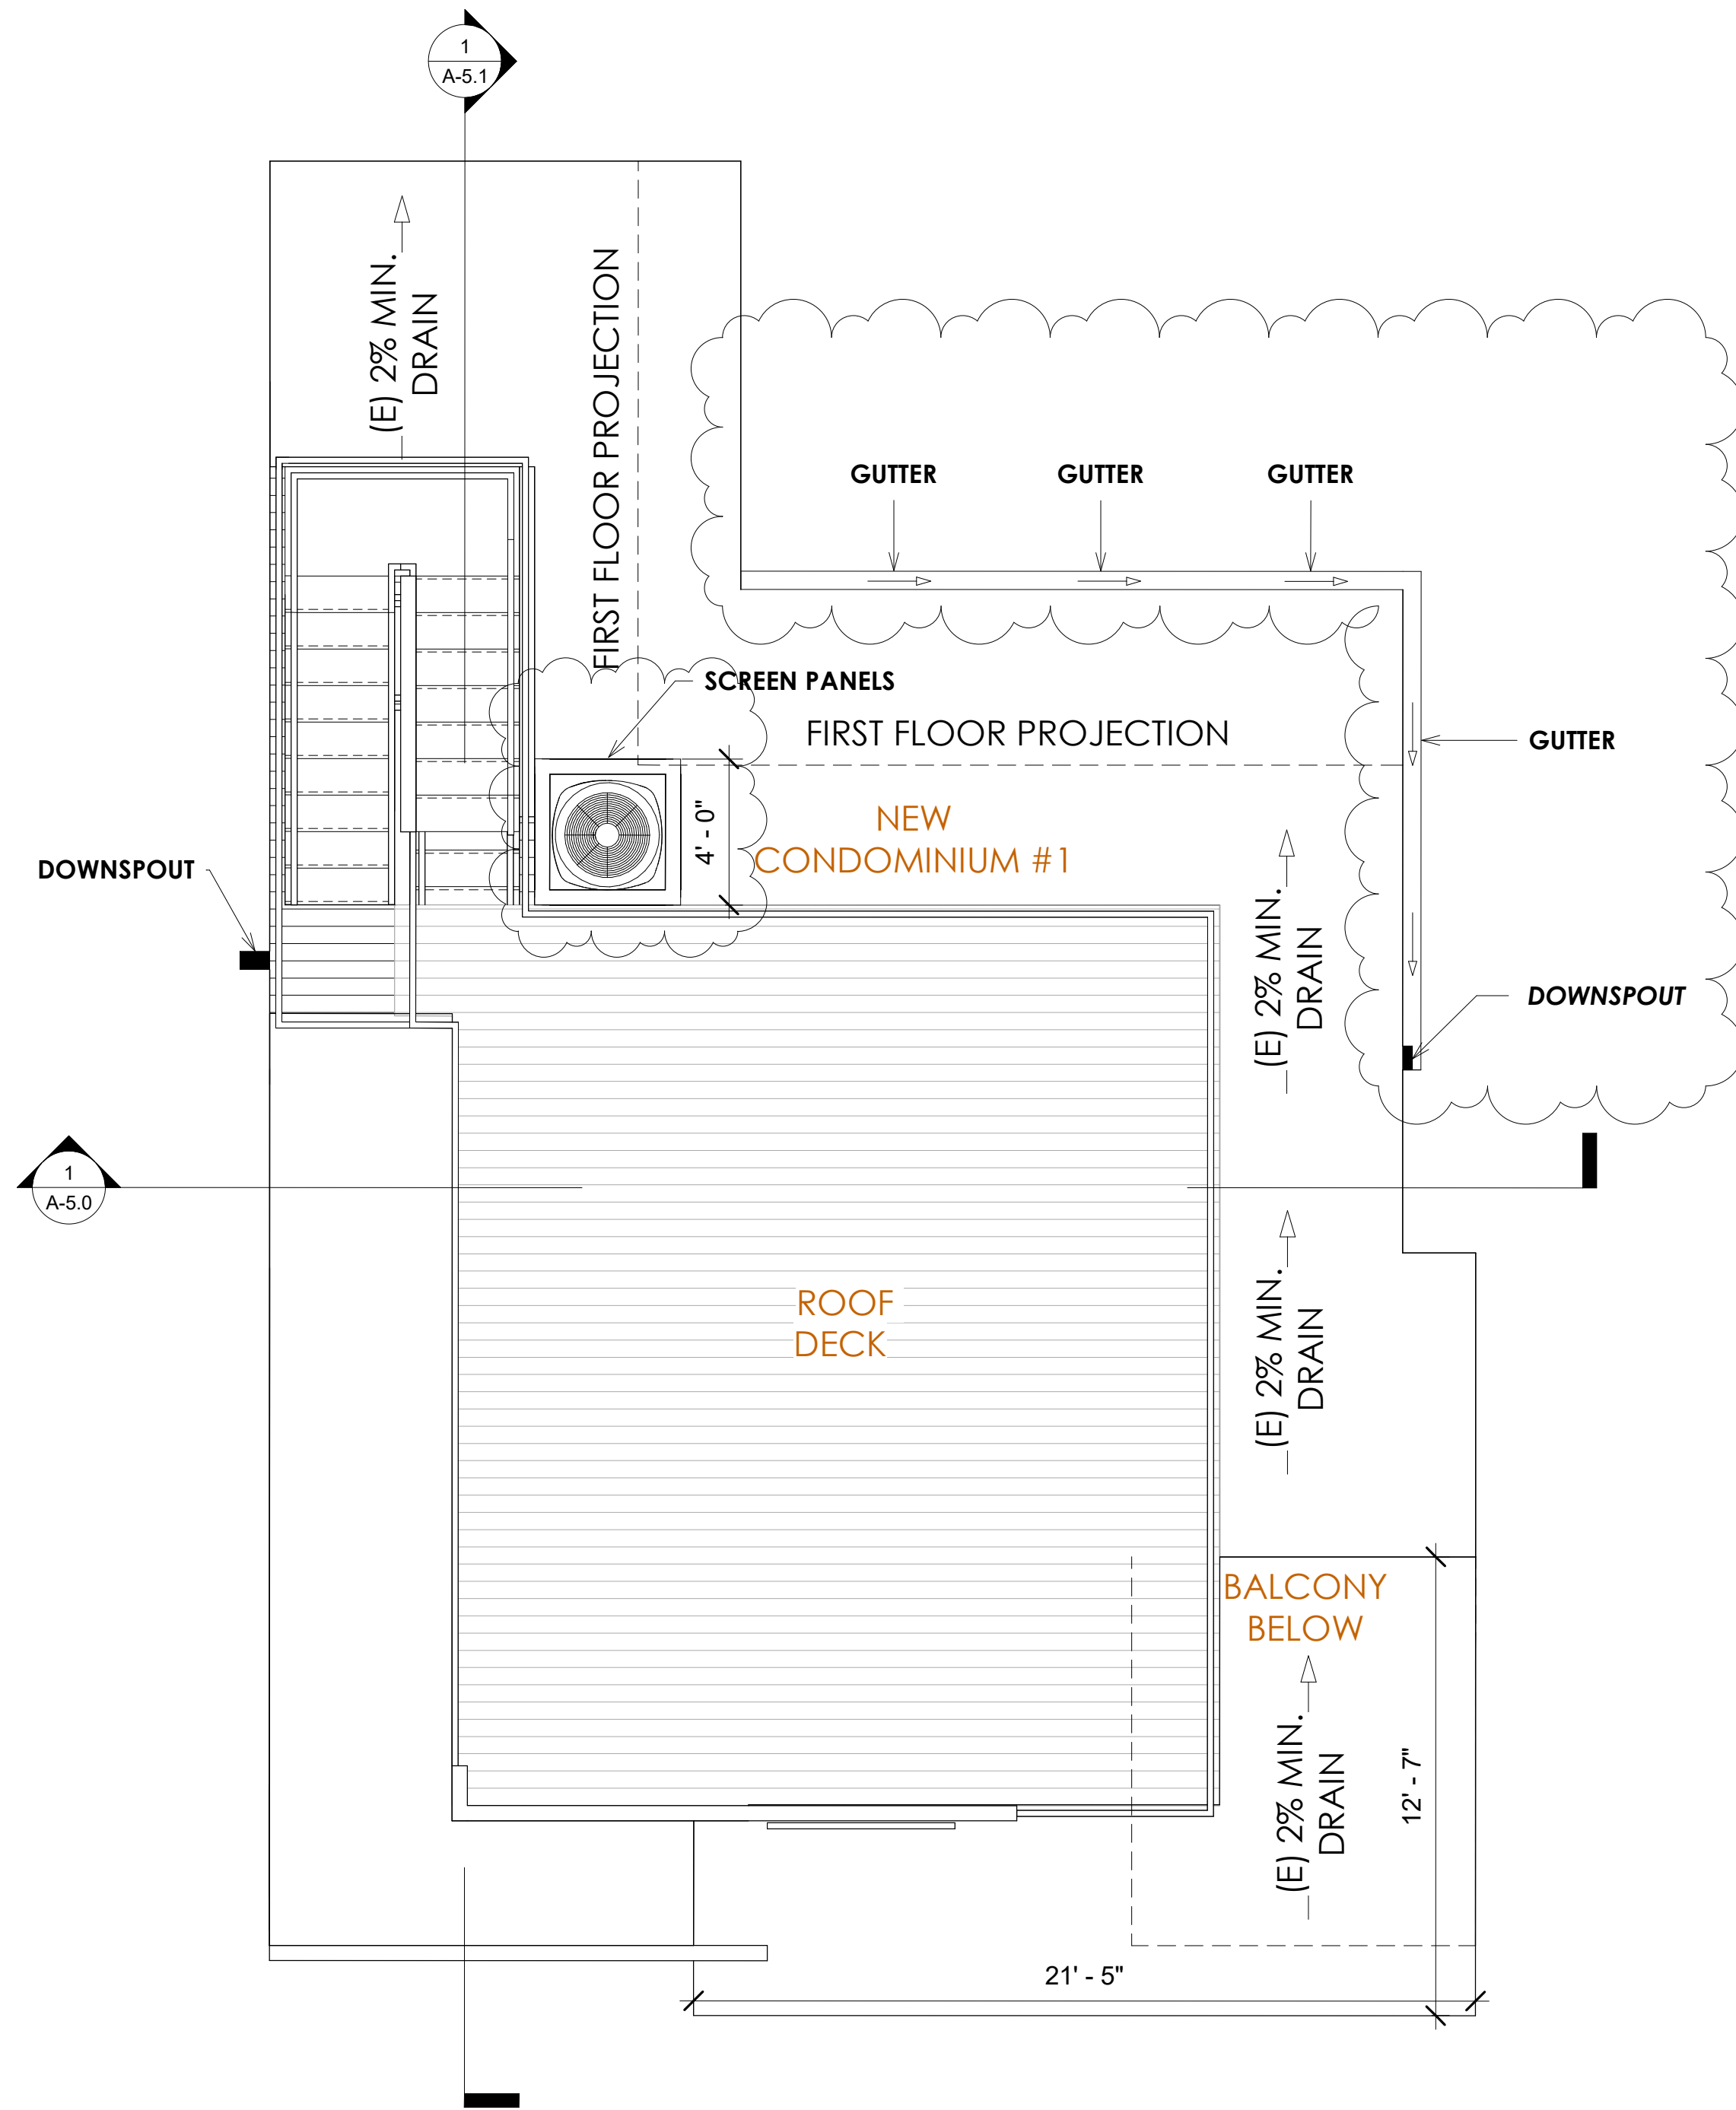 1
A-5.1
(E) 2% MIN.
DRAIN
FIRST FLOOR PROJECTION
GUTTER
GUTTER
GUTTER
SCREEN PANELS
FIRST FLOOR PROJECTION
GUTTER
4' - 0"
NEW
CONDOMINIUM #1
DOWNSPOUT
(E) 2% MIN.
DRAIN
DOWNSPOUT
1
A-5.0
ROOF
DECK
(E) 2% MIN.
DRAIN
BALCONY
BELOW
(E) 2% MIN.
DRAIN
12' - 7"
21' - 5"